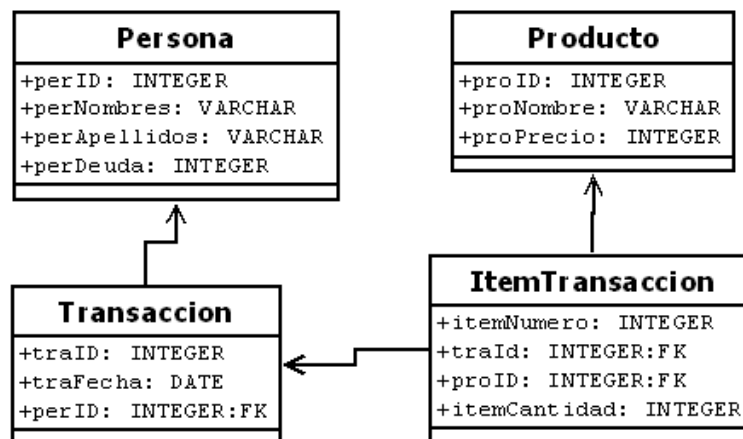 Persona
+perID: INTEGER
+perNombres: VARCHAR
+perApellidos: VARCHAR
+perDeuda: INTEGER
Producto
+proID: INTEGER
+proNombre: VARCHAR
+proPrecio: INTEGER
Transaccion
+traID: INTEGER
+traFecha: DATE
+perID: INTEGER:FK
ItemTransaccion
+itemNumero: INTEGER
+traId: INTEGER:FK
+proID: INTEGER:FK
+itemCantidad: INTEGER